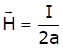 H⃗ = I/2a